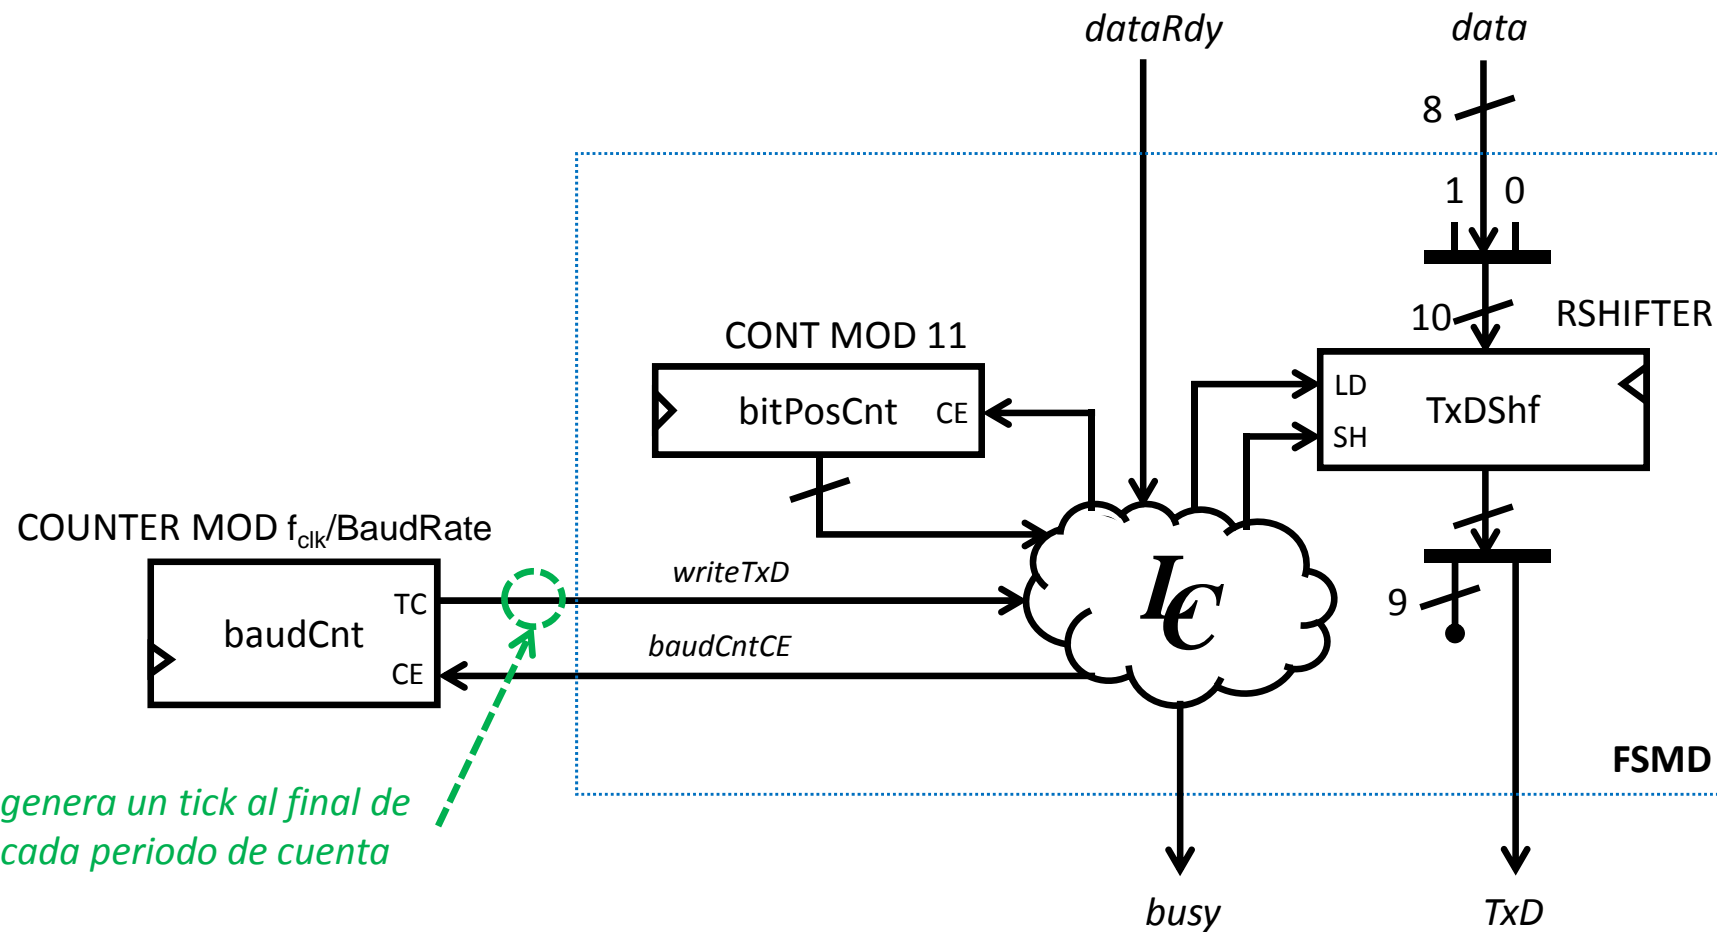 dataRdy
data
8
1 0
10
RSHIFTER
CONT MOD 11
bitPosCnt CE
LD
SH
TxDShf
COUNTER MOD fclk/BaudRate
baudCnt
TC
CE
writeTxD
baudCntCE
LC
9
FSMD
genera un tick al final de
cada periodo de cuenta
busy
TxD